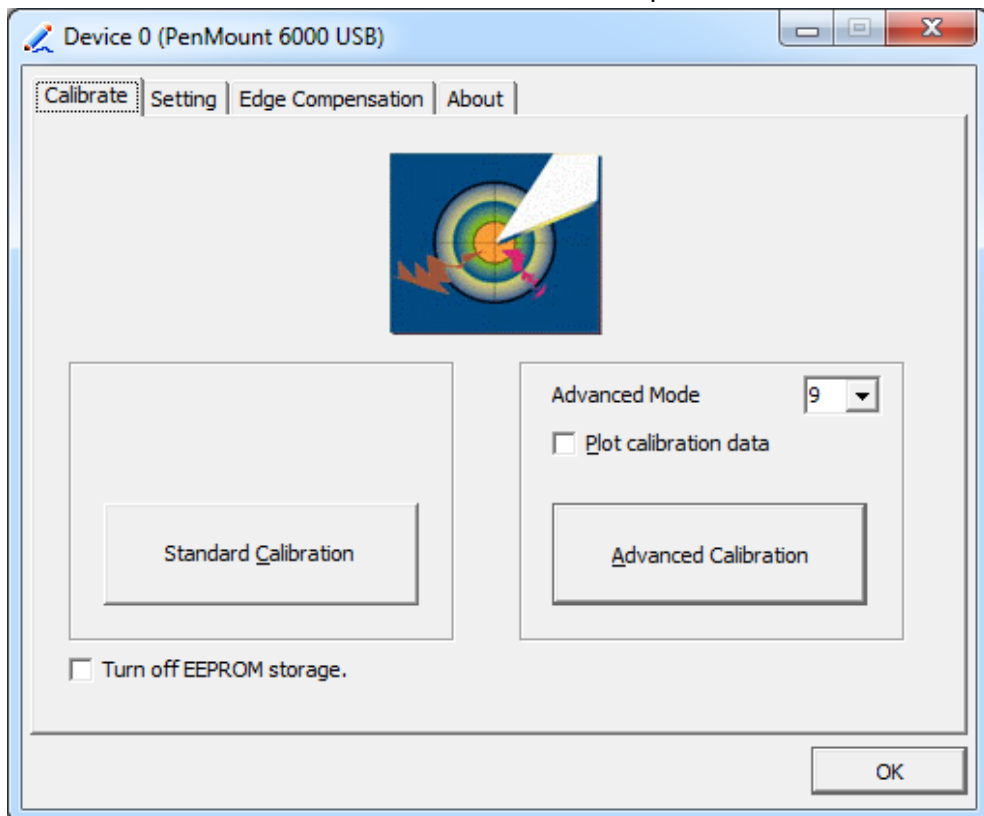 Device 0 (PenMount 6000 USB)
Calibrate Setting Edge Compensation About
Advanced Mode 9
Plot calibration data
Standard Calibration
Advanced Calibration
Turn off EEPROM storage.
OK